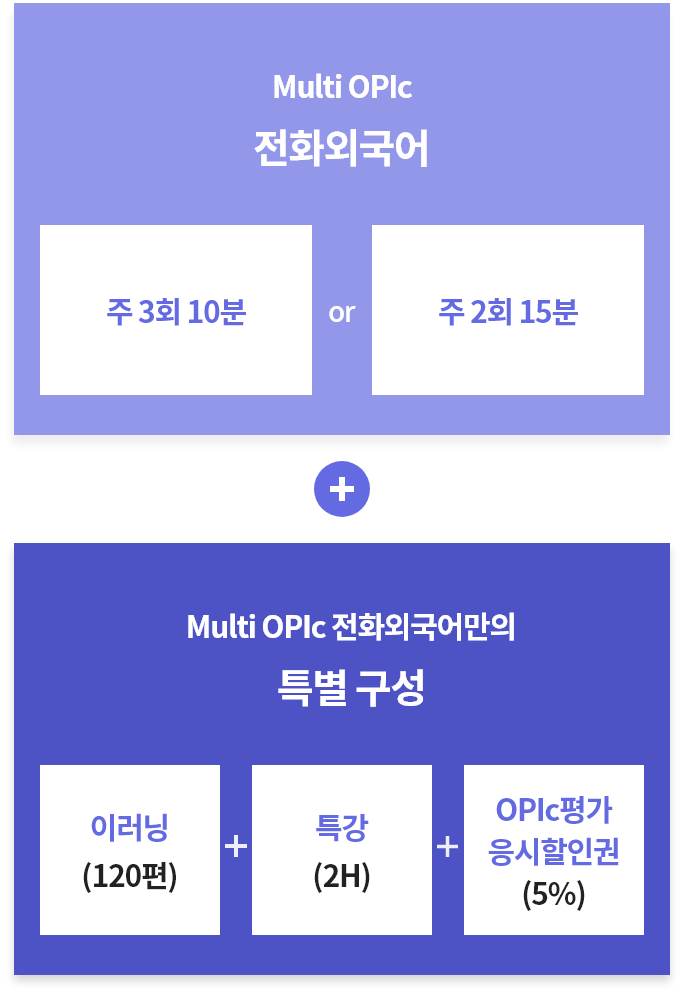 Multi OPIc
전화외국어
주 3회 10분
or
주 2회 15분
+
Multi OPIc 전화외국어만의
특별 구성
이러닝
(120편)
+
특강
(2H)
+
OPIc평가
응시할인권
(5%)